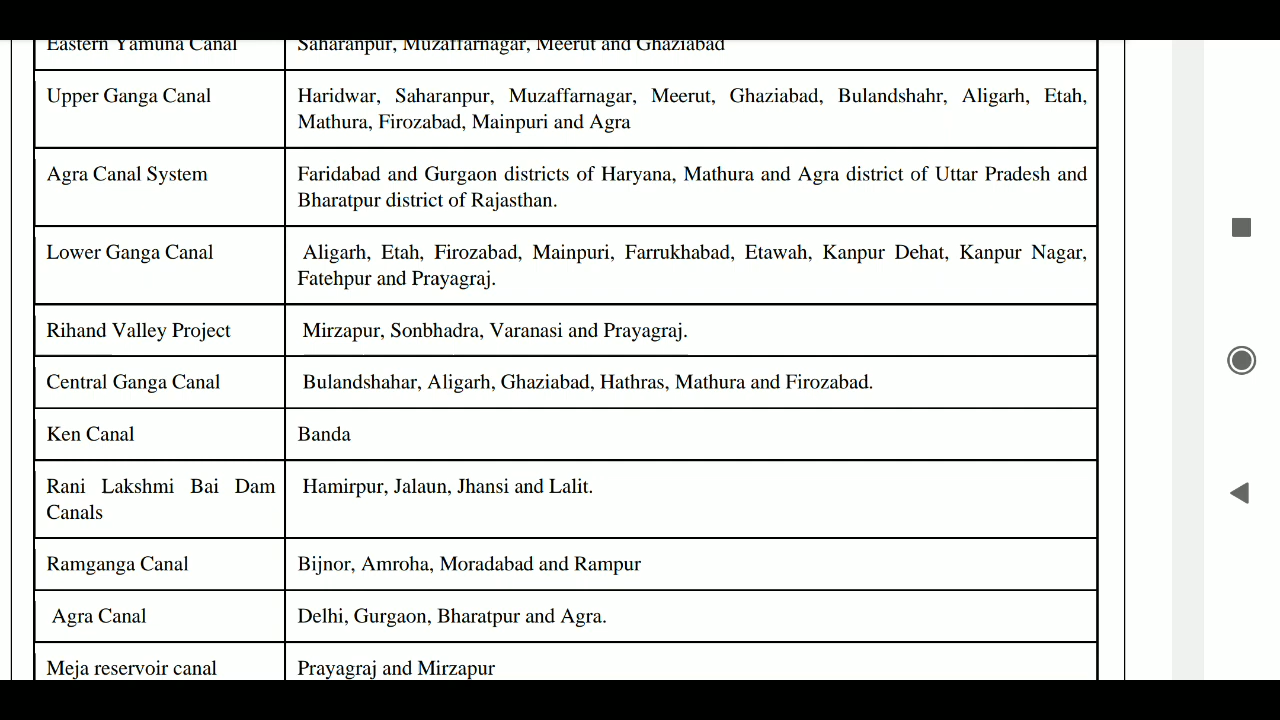 Eastern Yamuna Canal
Saharanpur, Muzaffarnagar, Meerut and Ghaziabad
Upper Ganga Canal
Haridwar, Saharanpur, Muzaffarnagar, Meerut, Ghaziabad, Bulandshahr, Aligarh, Etah,
Mathura, Firozabad, Mainpuri and Agra
Agra Canal System
Faridabad and Gurgaon districts of Haryana, Mathura and Agra district of Uttar Pradesh and
Bharatpur district of Rajasthan.
Lower Ganga Canal
Aligarh, Etah, Firozabad, Mainpuri, Farrukhabad, Etawah, Kanpur Dehat, Kanpur Nagar,
Fatehpur and Prayagraj.
Rihand Valley Project
Mirzapur, Sonbhadra, Varanasi and Prayagraj.
Central Ganga Canal
Bulandshahar, Aligarh, Ghaziabad, Hathras, Mathura and Firozabad.
Ken Canal
Banda
Rani Lakshmi Bai Dam
Canals
Hamirpur, Jalaun, Jhansi and Lalit.
Ramganga Canal
Bijnor, Amroha, Moradabad and Rampur
Agra Canal
Delhi, Gurgaon, Bharatpur and Agra.
Meja reservoir canal
Prayagraj and Mirzapur